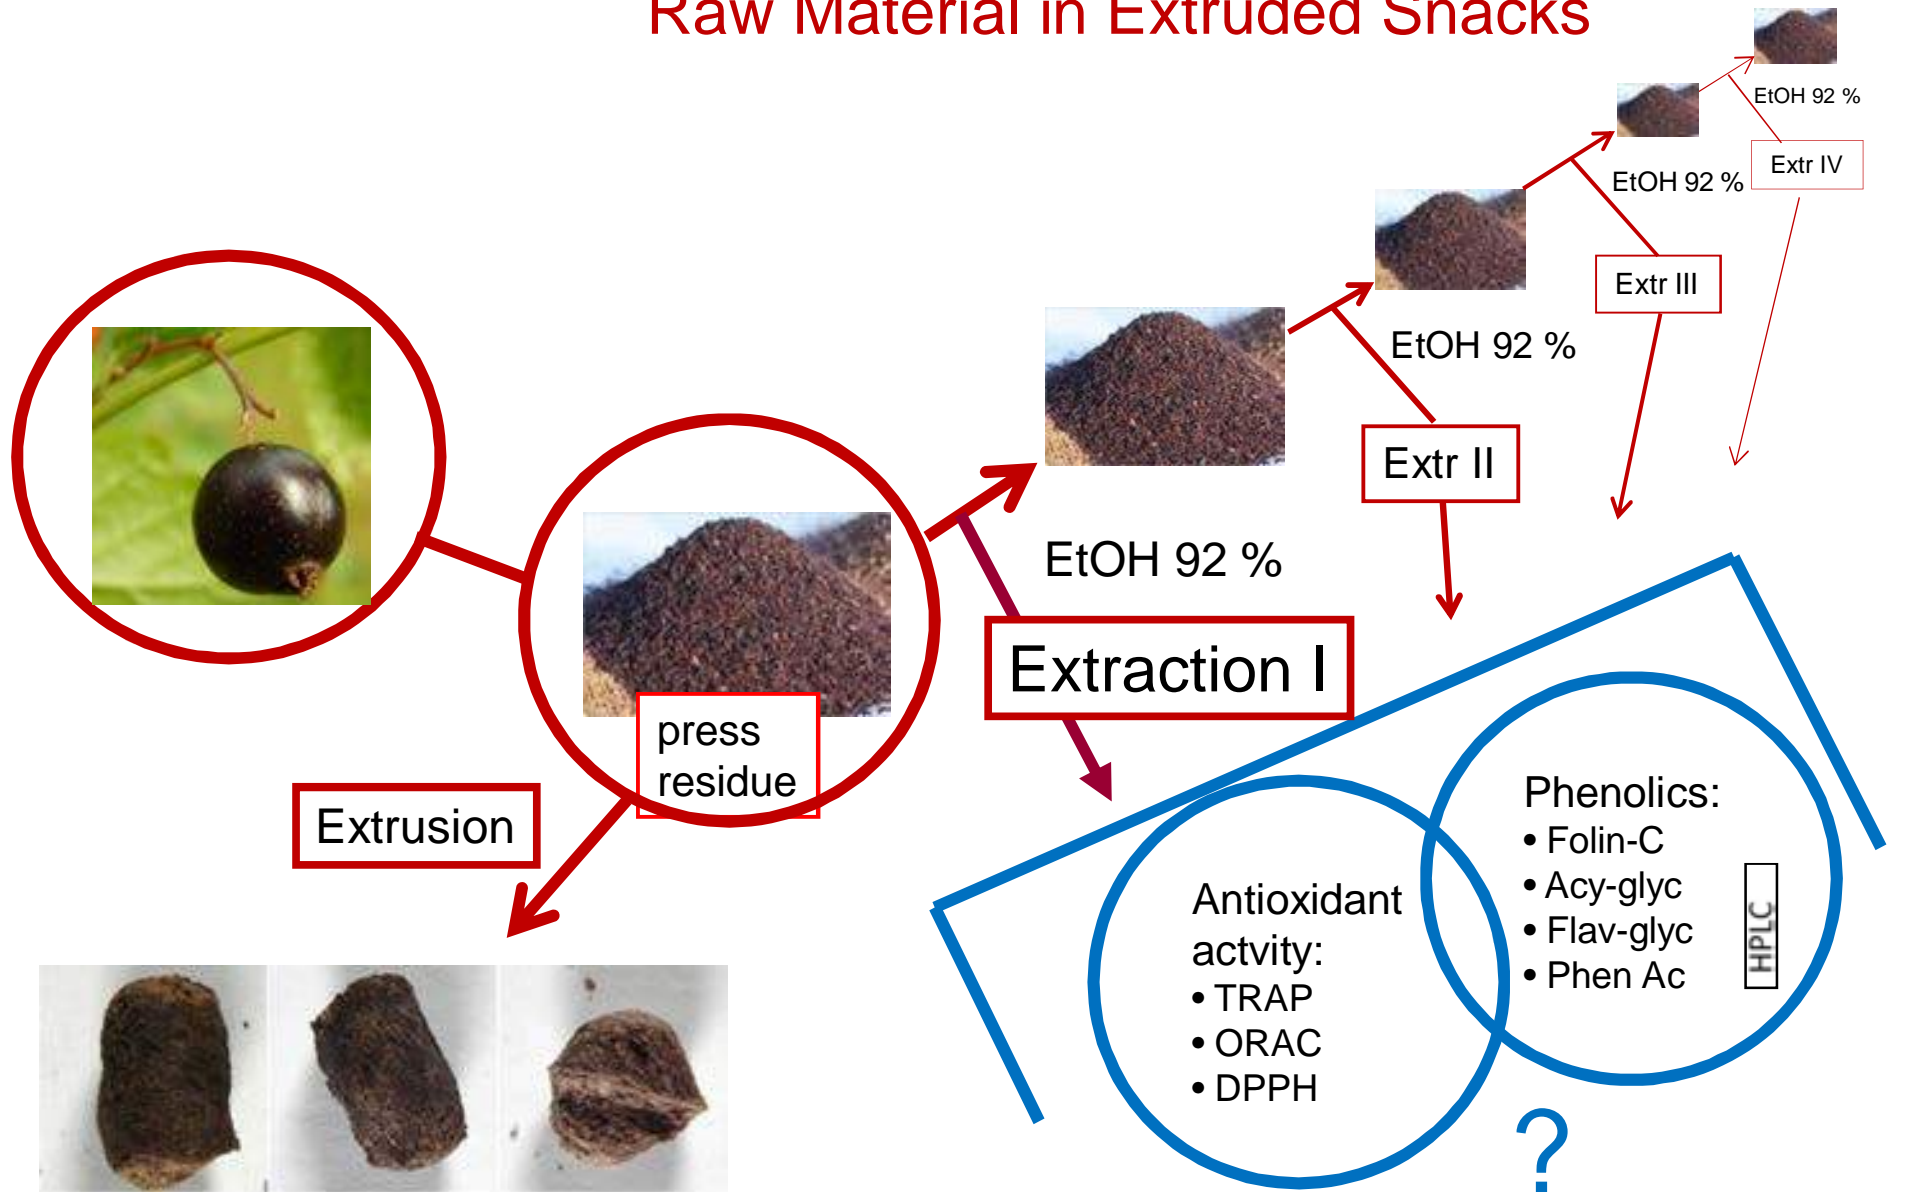 Raw Material in Extruded Snacks
EtOH 92 %
Extr IV
EtOH 92 %
Extr III
EtOH 92 %
Extr II
EtOH 92 %
Extraction I
press
residue
Extrusion
Phenolics:
• Folin-C
• Acy-glyc
• Flav-glyc
• Phen Ac
HPLC
Antioxidant
actvity:
• TRAP
• ORAC
• DPPH
?